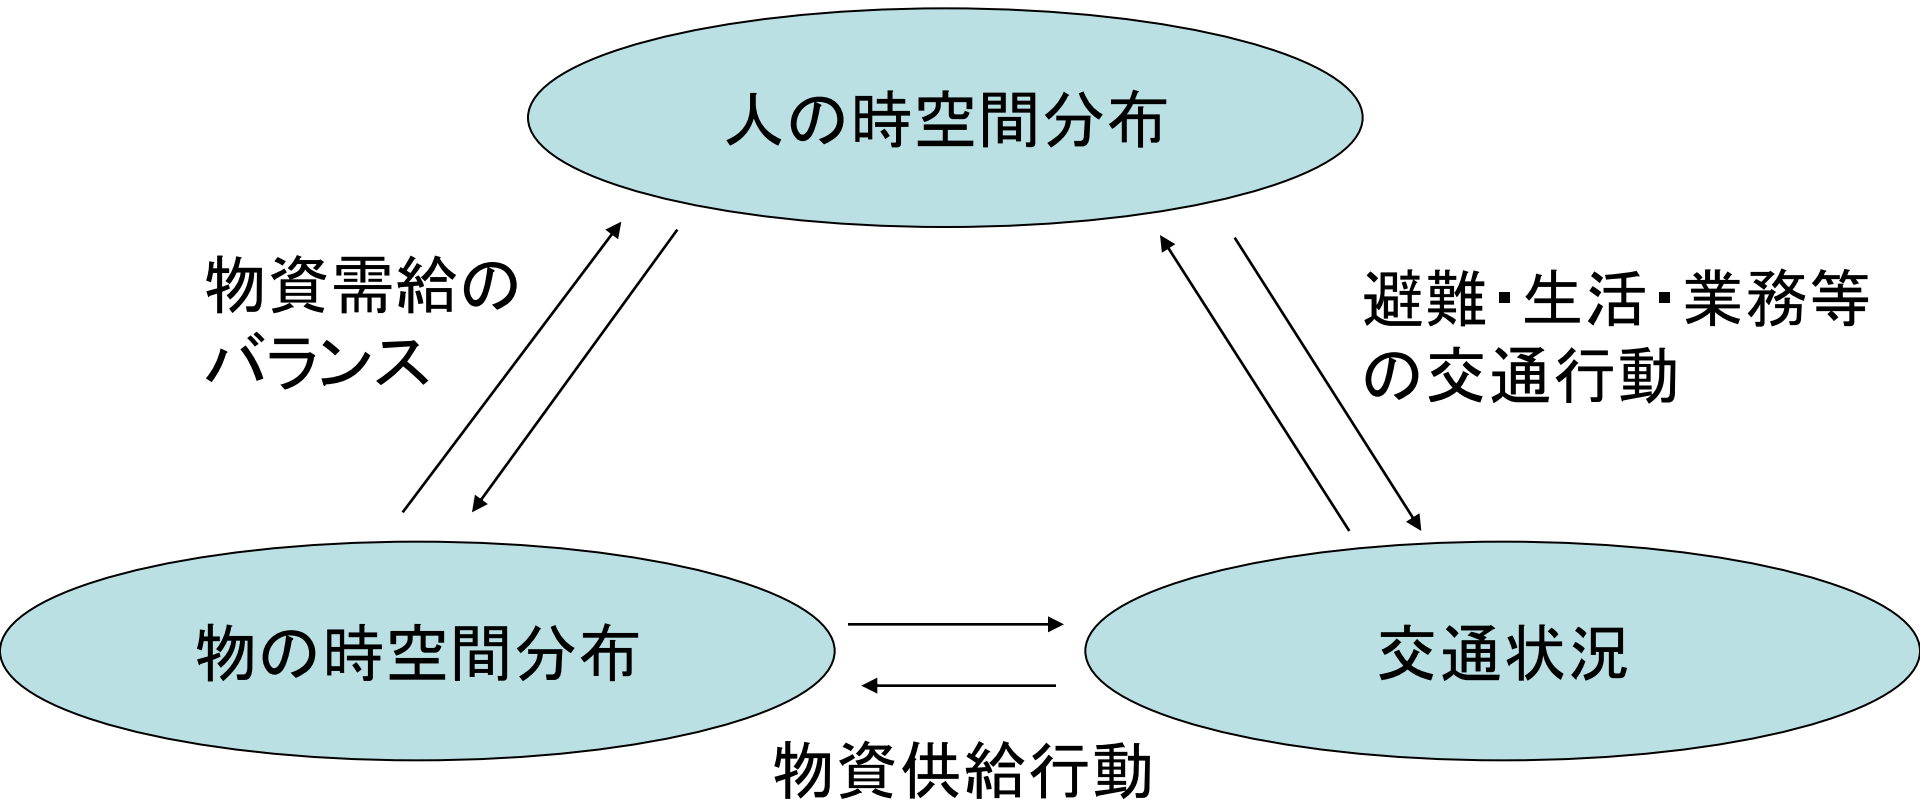 人の時空間分布
物資需給の
バランス
避難・生活・業務等
の交通行動
物の時空間分布
交通状況
物資供給行動